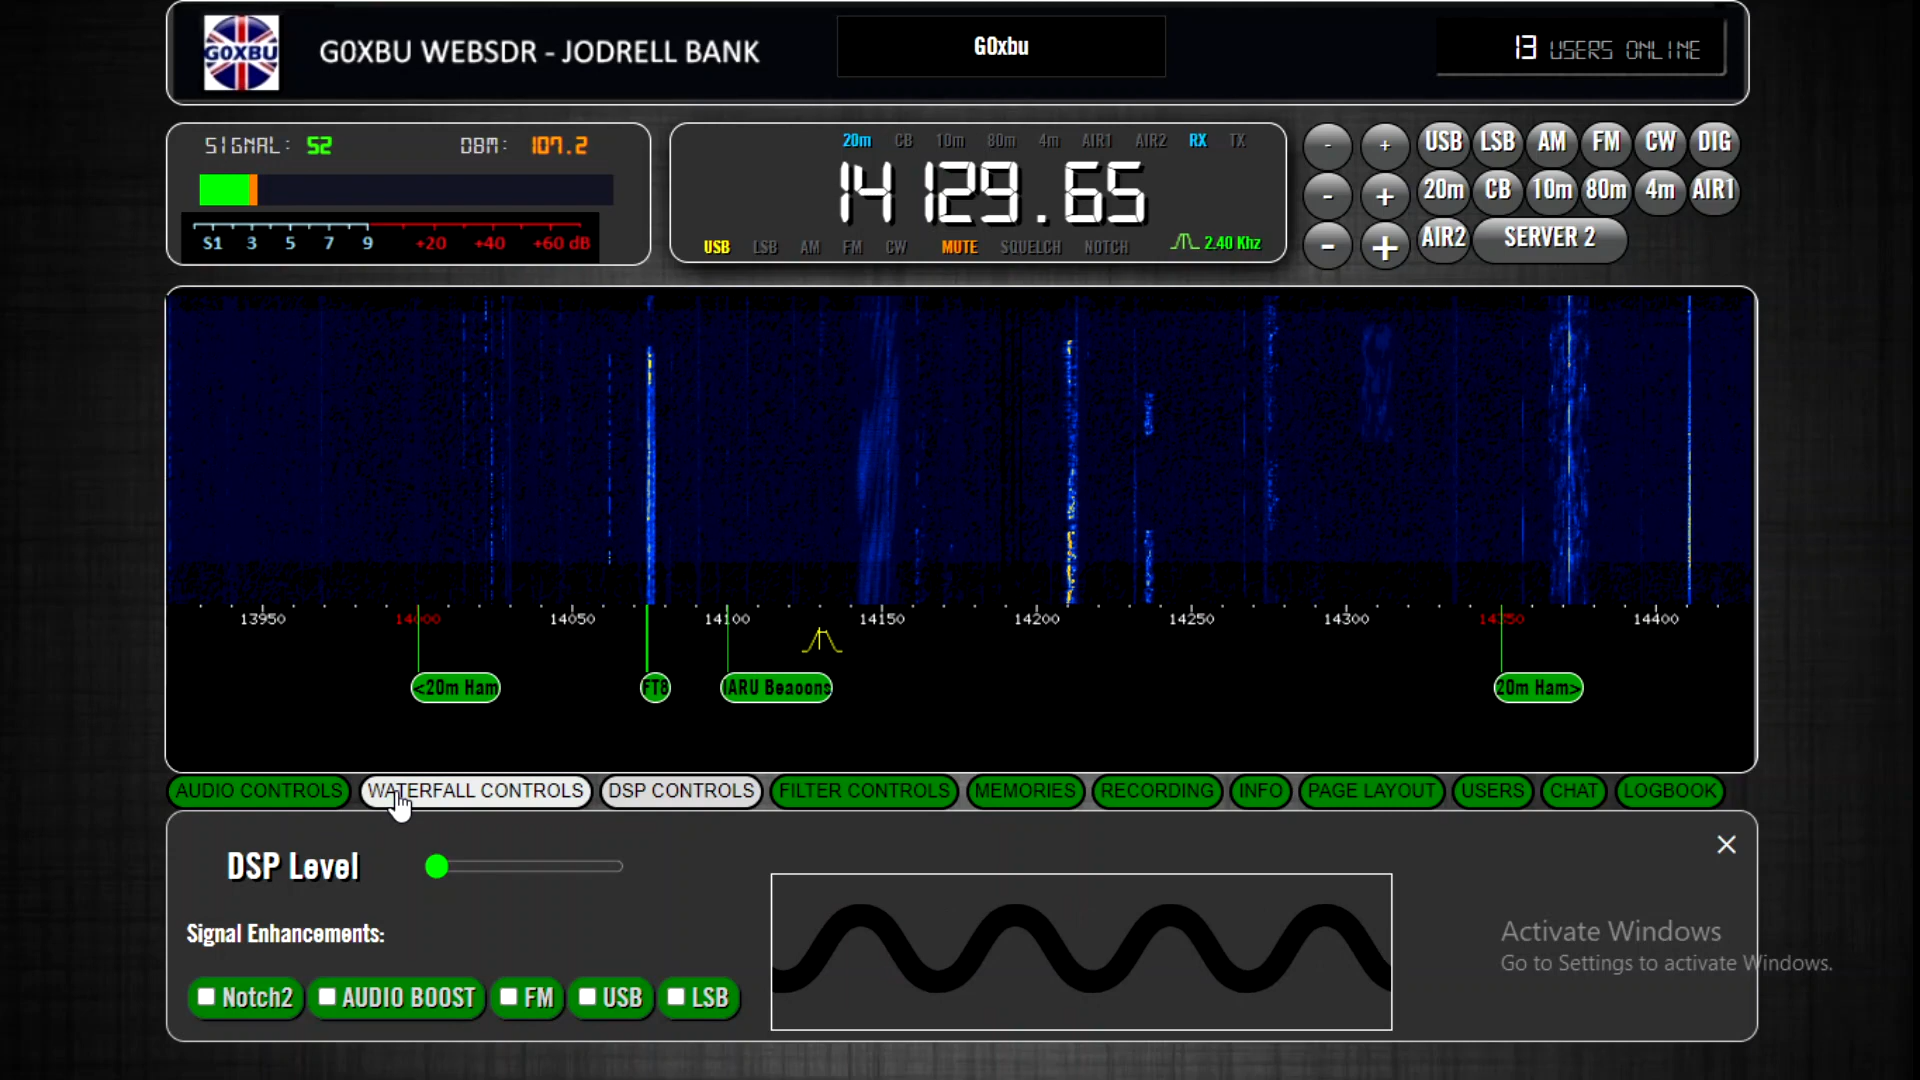 G0XBU
G0XBU WEBSDR - JODRELL BANK
G0xbu
13 USERS ONLINE
SIGNAL: S2 DBM: 107.2
S1 3 5 7 9 +20 +40 +60 dB
20m CB 10m 80m 4m AIR1 AIR2 RX TX
14129.65
USB LSB AM FM CW MUTE SQUELCH NOTCH 2.40 Khz
- + USB LSB AM FM CW DIG
- + 20m CB 10m 80m 4m AIR1
- + AIR2 SERVER 2
13950 14000 14050 14100 14150 14200 14250 14300 14350 14400
<20m Ham FT8 IARU Beacons 20m Ham>
AUDIO CONTROLS WATERFALL CONTROLS DSP CONTROLS FILTER CONTROLS MEMORIES RECORDING INFO PAGE LAYOUT USERS CHAT LOGBOOK
DSP Level
Signal Enhancements:
Notch2 AUDIO BOOST FM USB LSB
Activate Windows
Go to Settings to activate Windows.